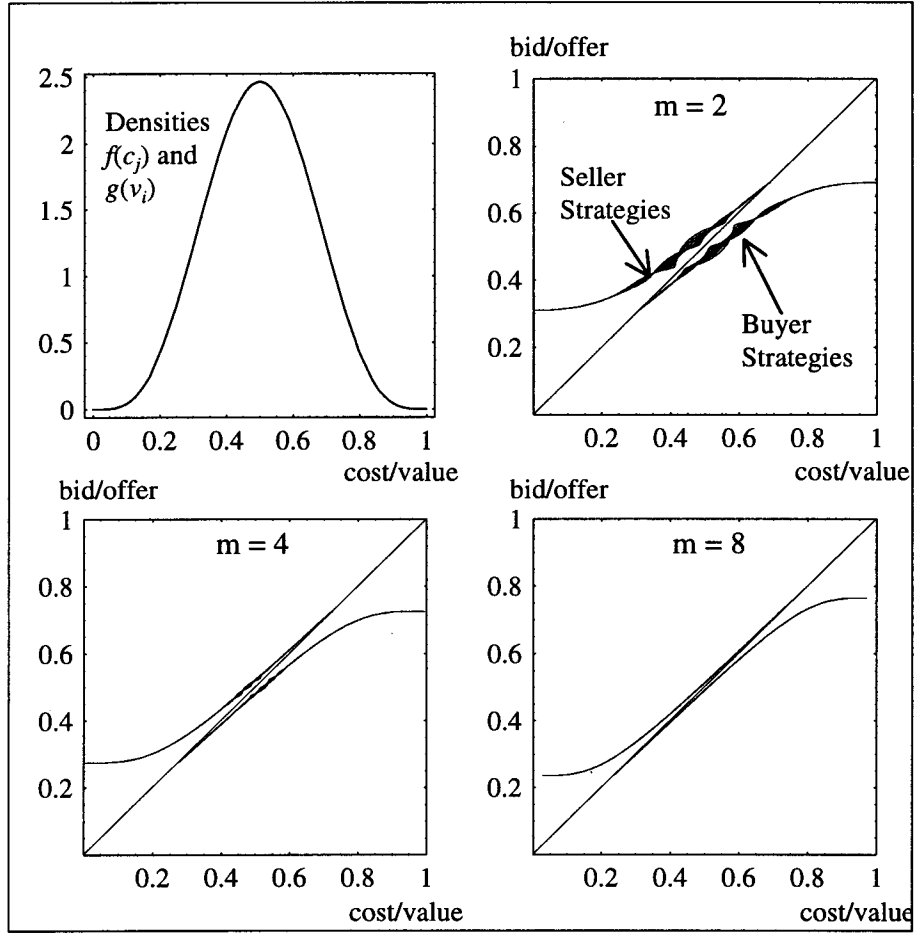 2.5
2
1.5
1
0.5
0
Densities
f(c_j) and
g(v_i)
0 0.2 0.4 0.6 0.8 1
cost/value
bid/offer
1
0.8
0.6
0.4
0.2
m = 2
Seller
Strategies
Buyer
Strategies
0.2 0.4 0.6 0.8 1
cost/value
bid/offer
1
0.8
0.6
0.4
0.2
m = 4
0.2 0.4 0.6 0.8 1
cost/value
bid/offer
1
0.8
0.6
0.4
0.2
m = 8
0.2 0.4 0.6 0.8 1
cost/value